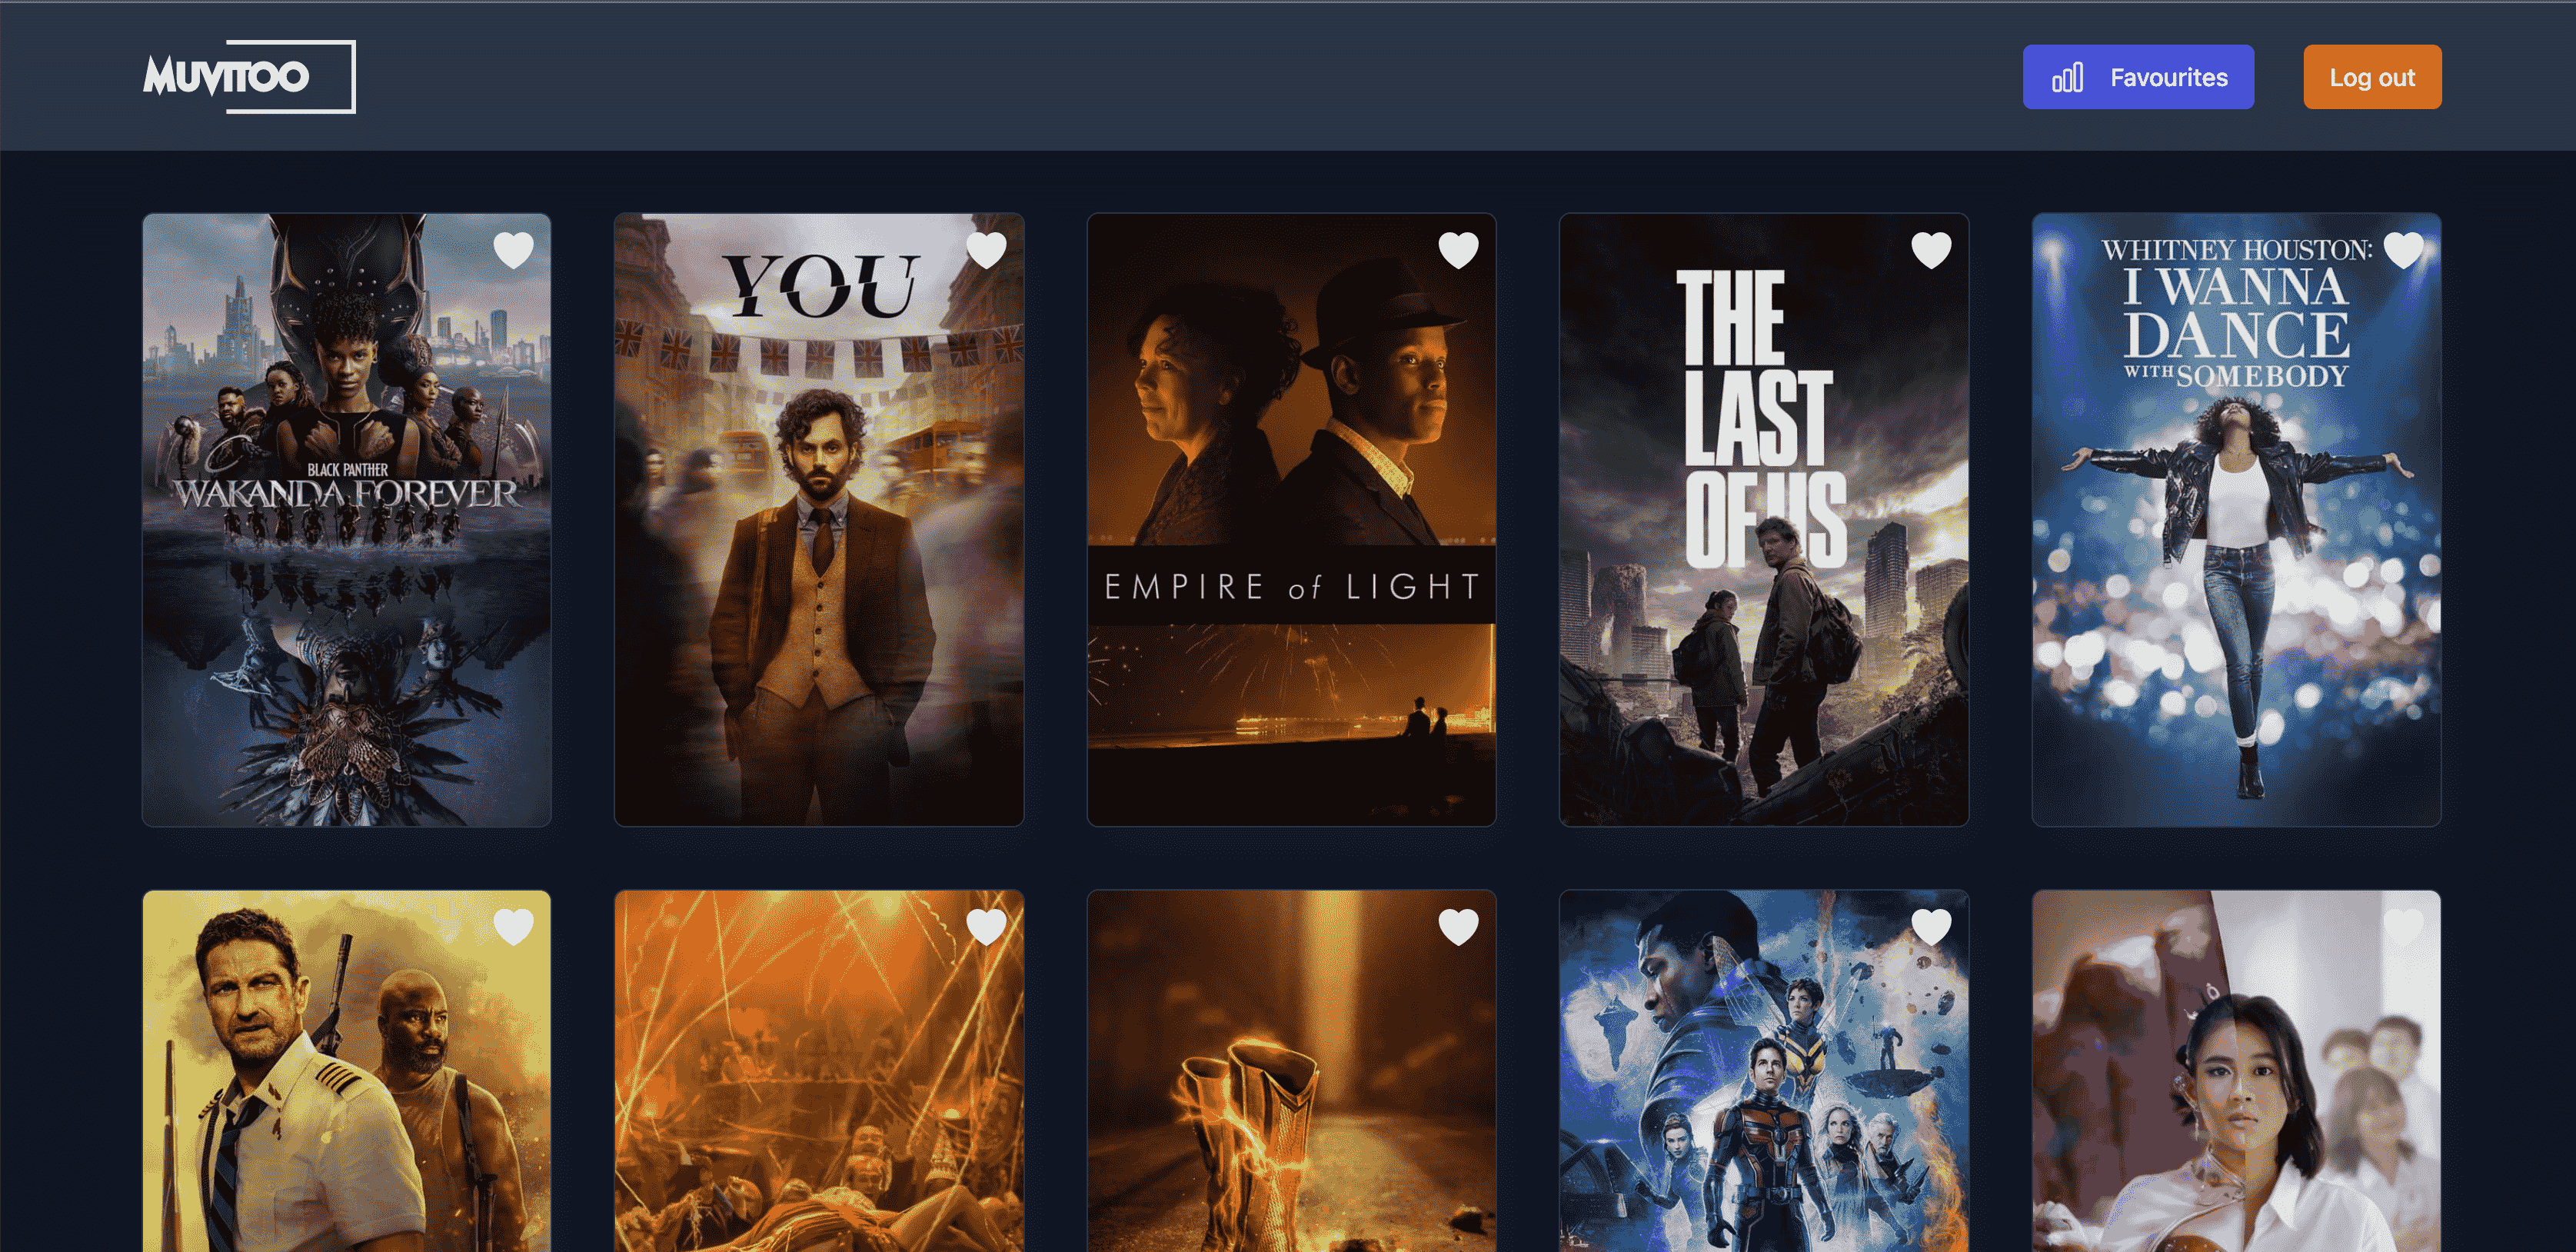 MUVITOO
Favourites
Log out
BLACK PANTHER
WAKANDA FOREVER
YOU
EMPIRE of LIGHT
THE
LAST
OF US
WHITNEY HOUSTON:
I WANNA
DANCE
WITH SOMEBODY